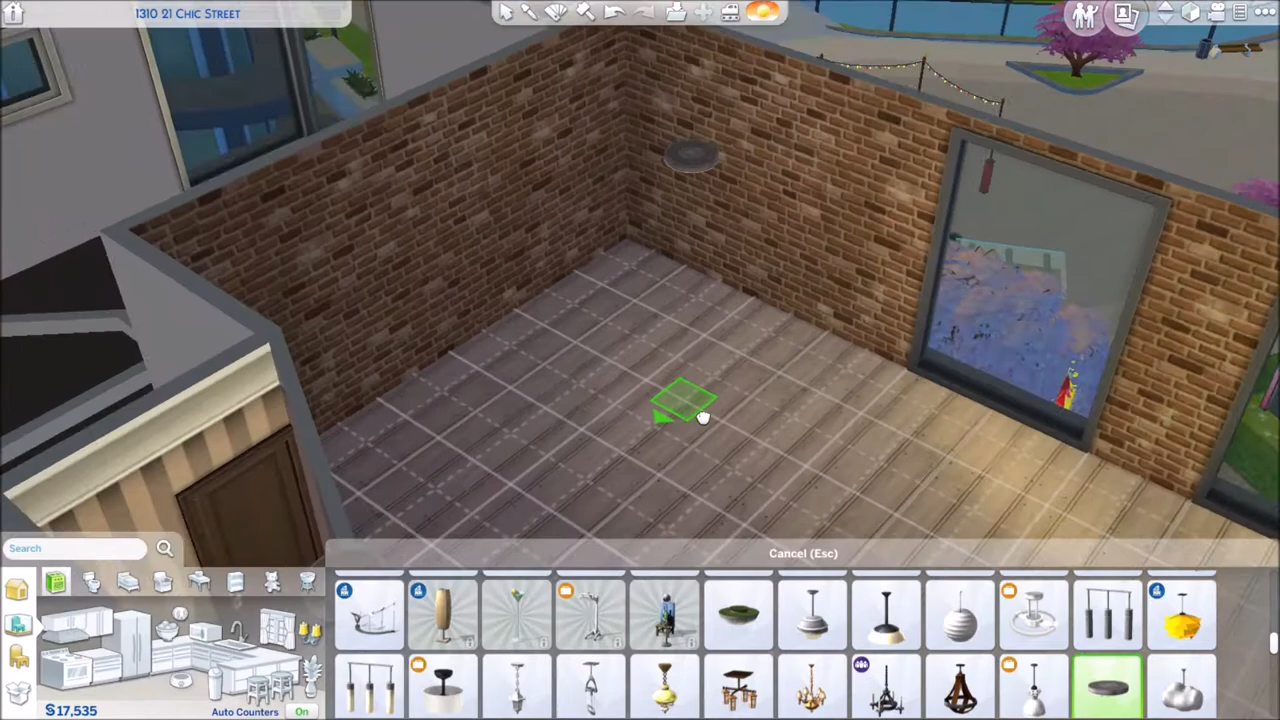 1310 21 CHIC STREET
Search
Cancel (Esc)
§17,535
Auto Counters
On